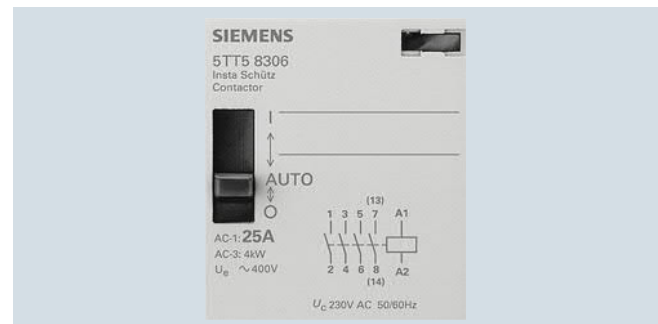 SIEMENS
5TT5 8306
Insta Schütz
Contactor
I
AUTO
O
AC-1: 25A
AC-3: 4kW
Ue ~400V
(13)
1 3 5 7 A1
2 4 6 8 A2
(14)
Uc 230V AC 50/60Hz